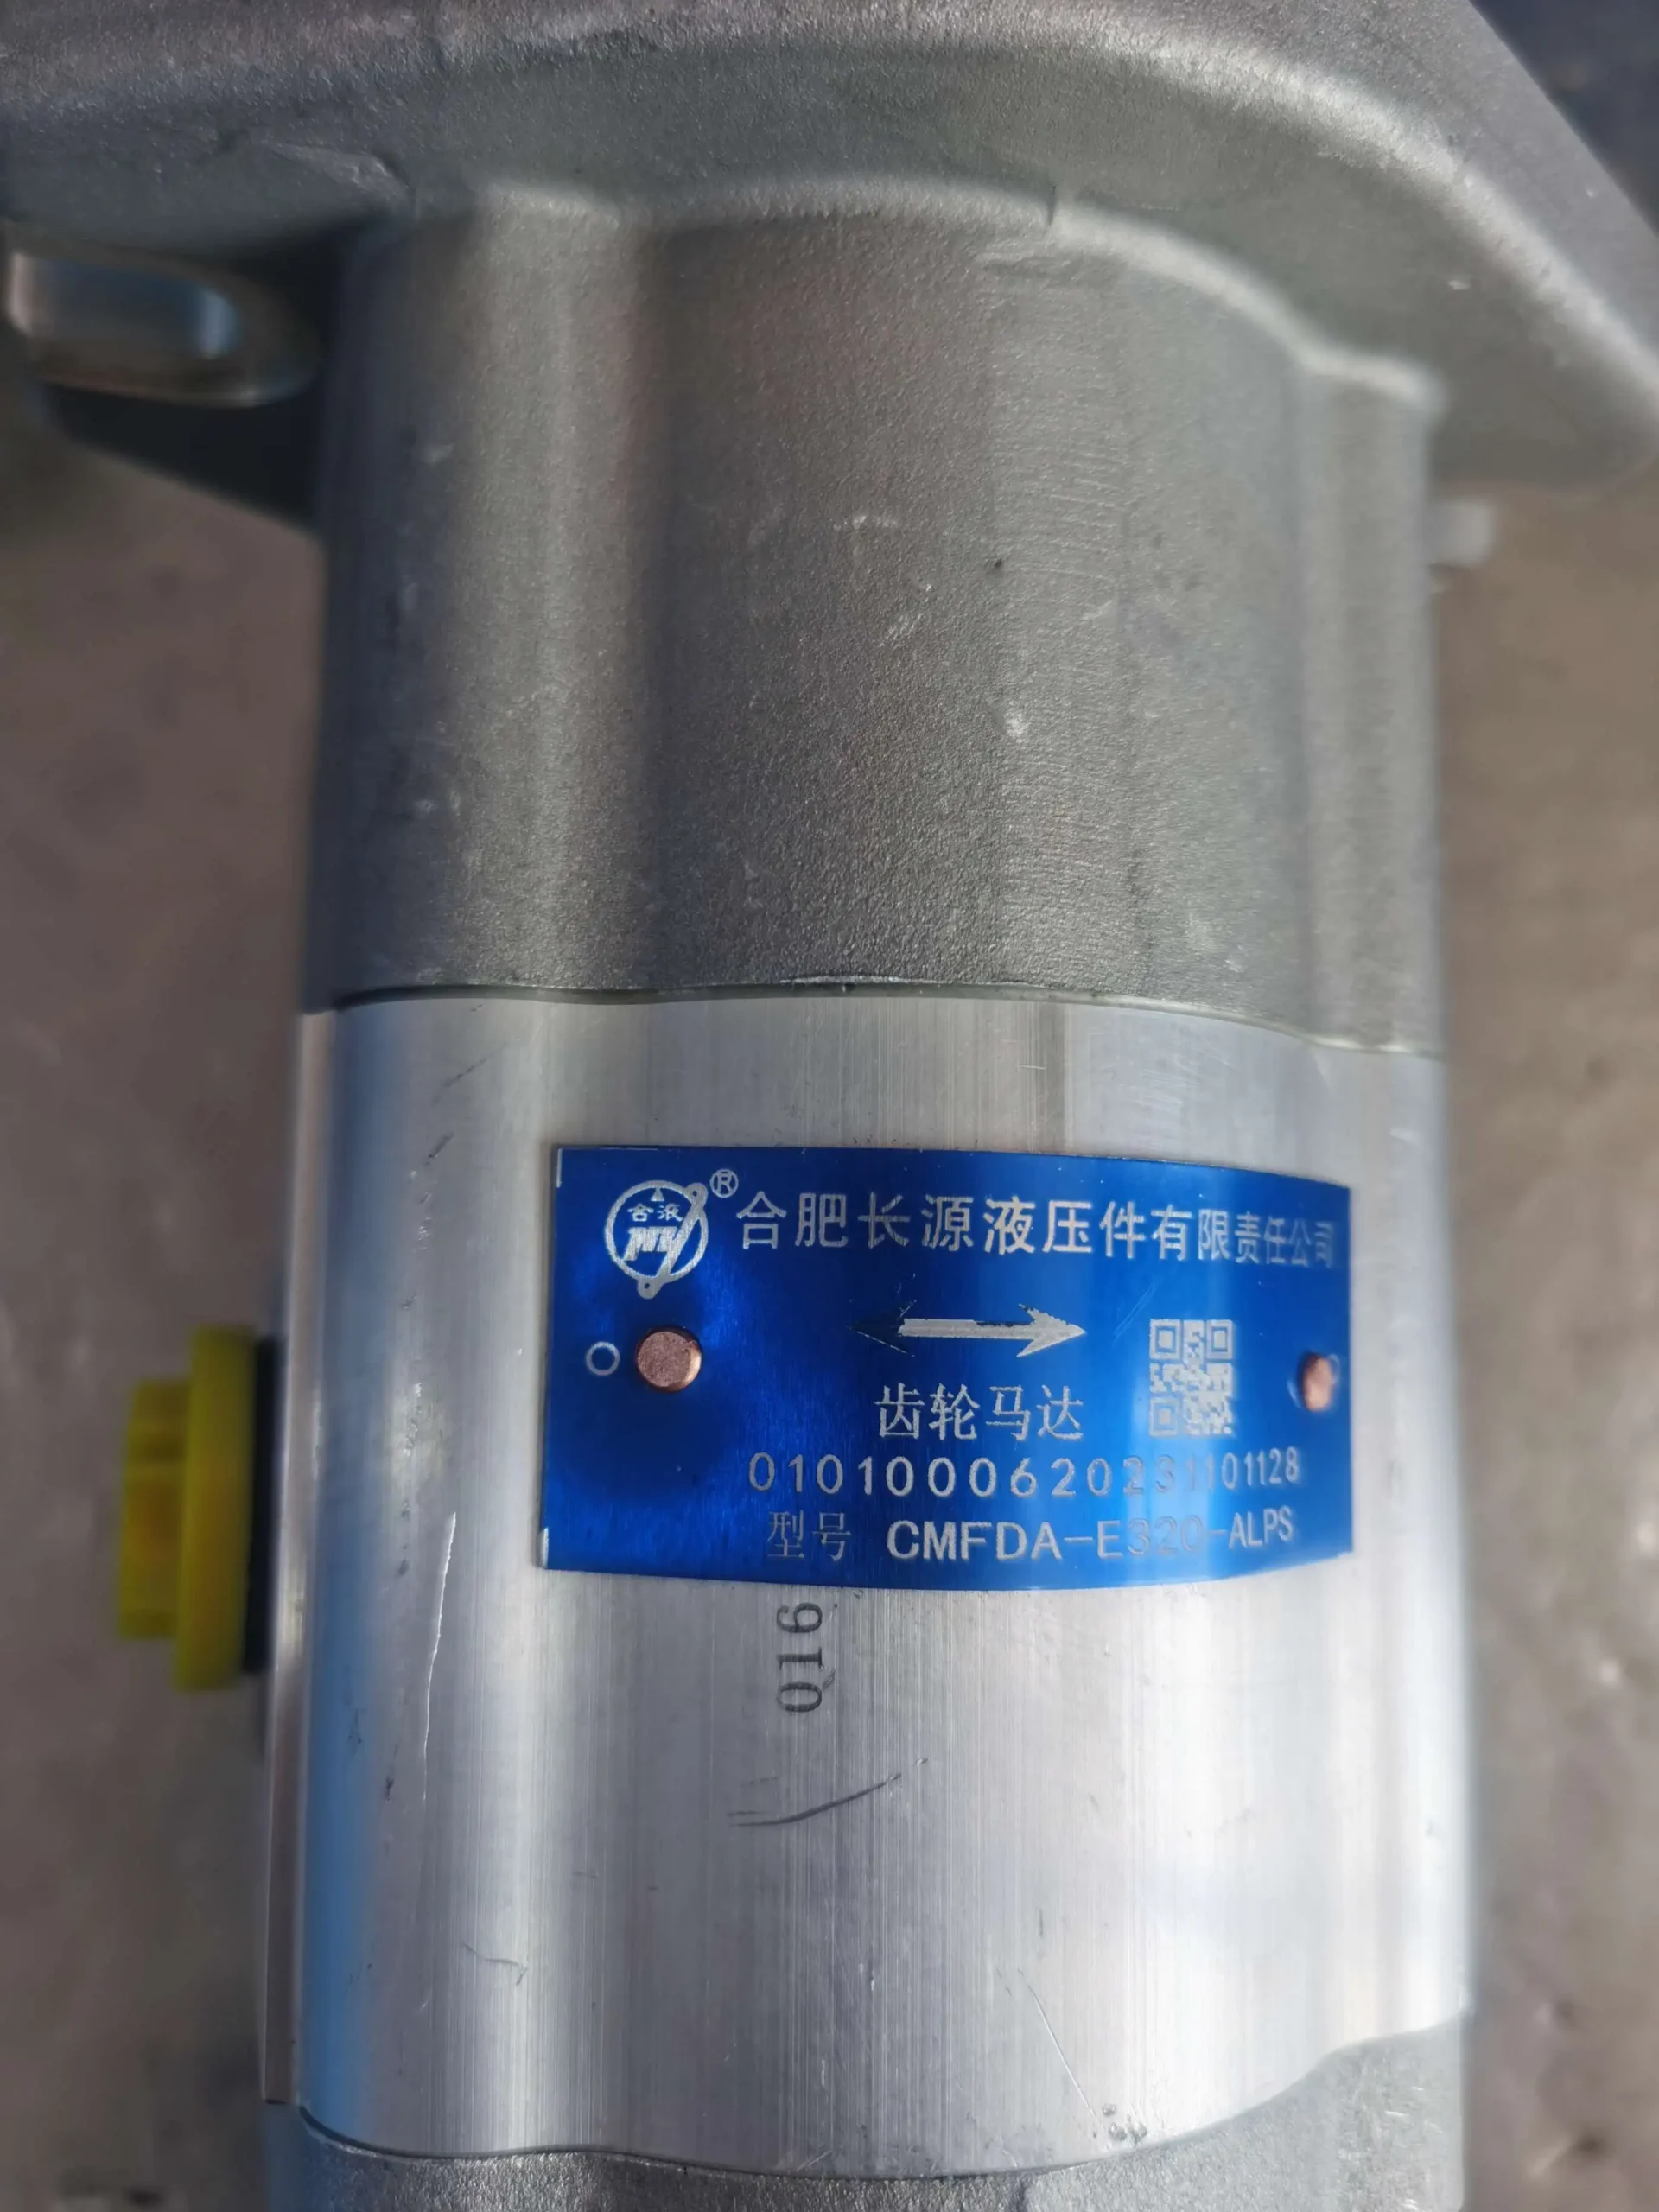 合液
®
合肥长源液压件有限责任公司
齿轮马达
0101000620231101128
型号 CMFDA-E320-ALPS
016